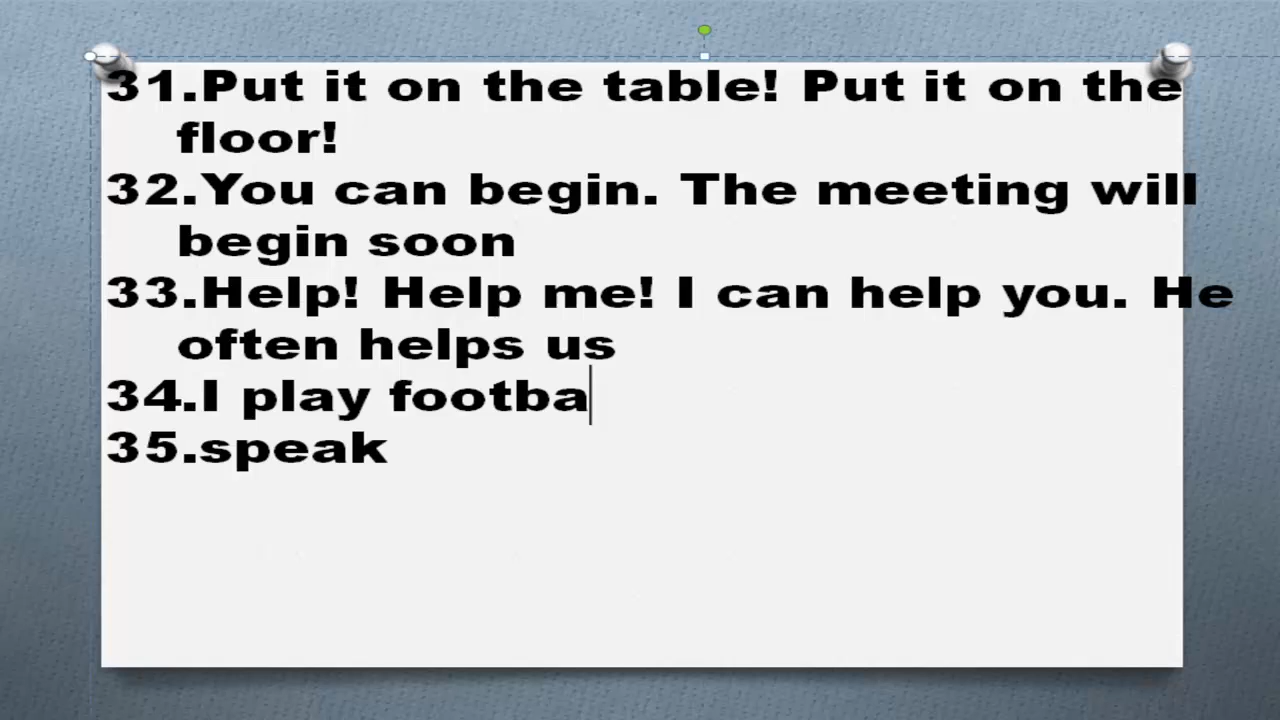 31.Put it on the table! Put it on the
floor!
32.You can begin. The meeting will
begin soon
33.Help! Help me! I can help you. He
often helps us
34.I play footba
35.speak